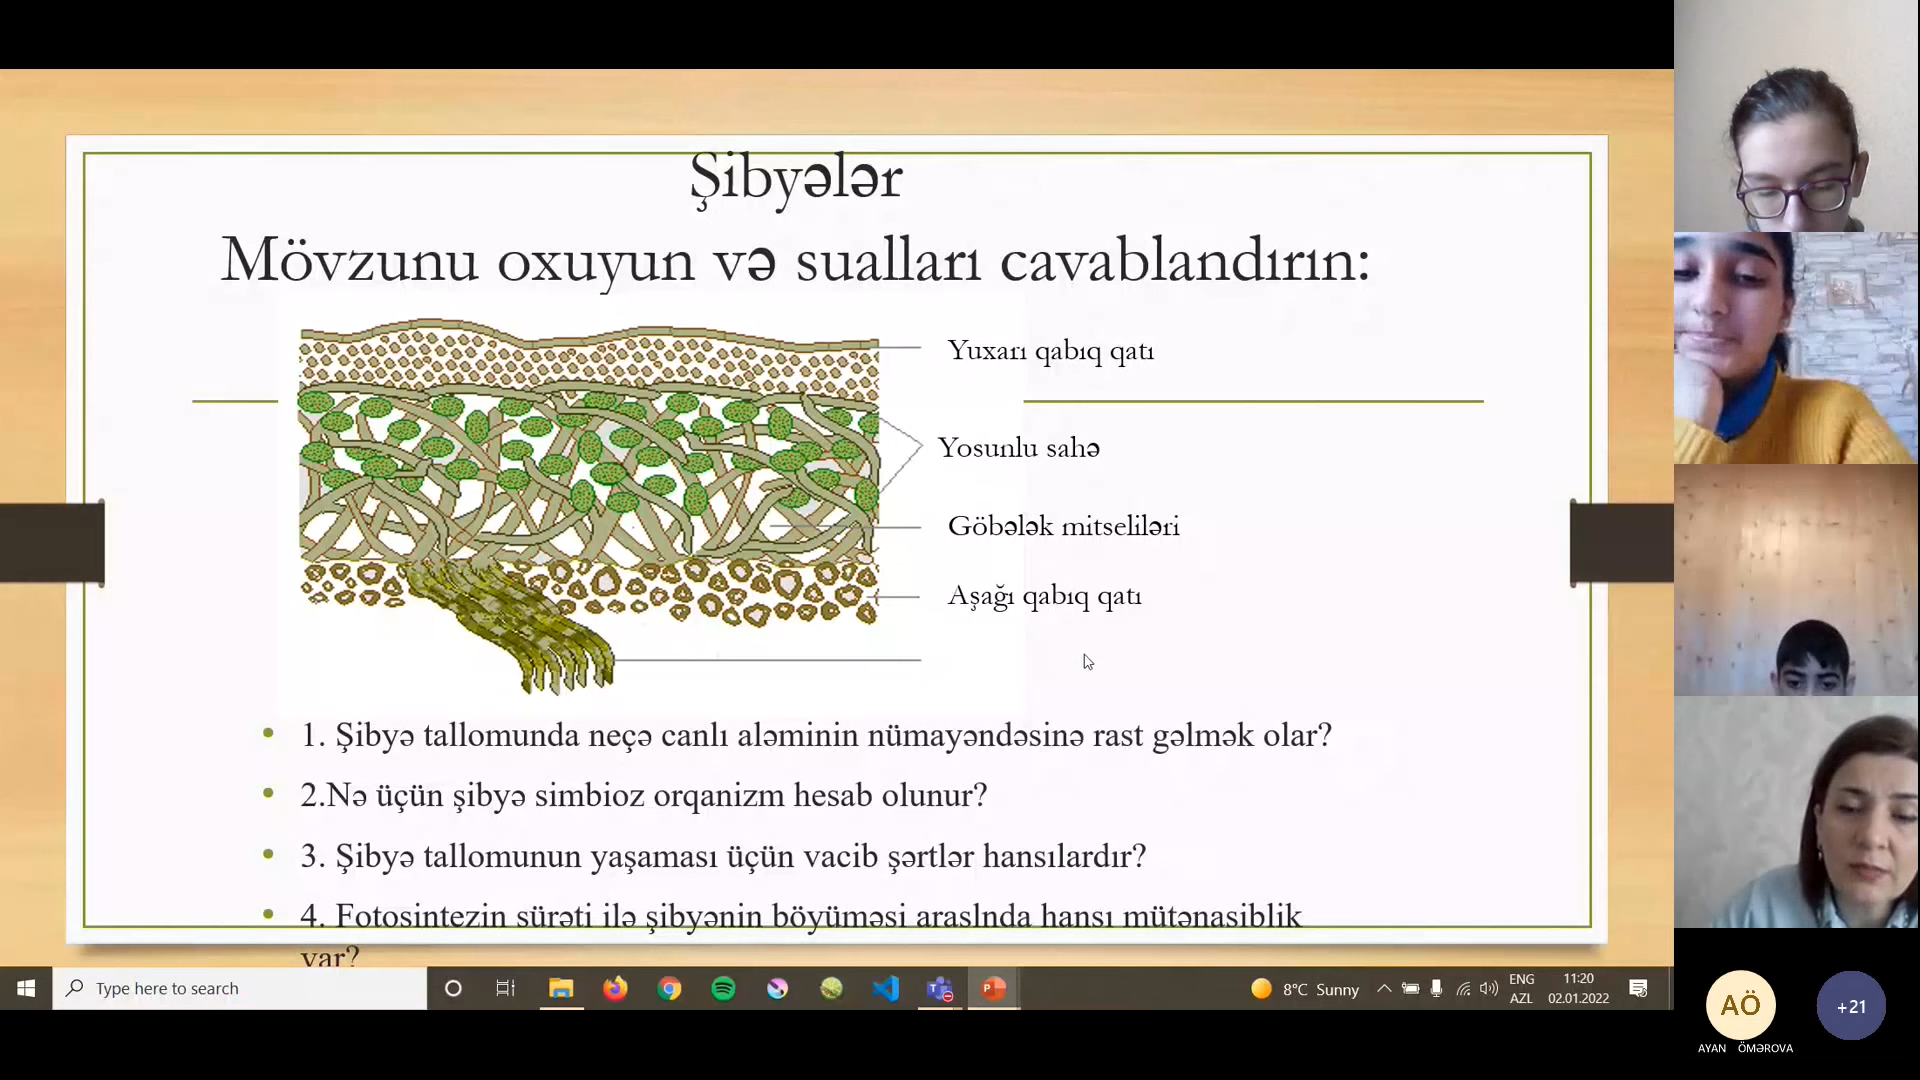 Şibyələr
Mövzunu oxuyun və sualları cavablandırın:
Yuxarı qabıq qatı
Yosunlu sahə
Göbələk mitseliləri
Aşağı qabıq qatı
• 1. Şibyə tallomunda neçə canlı aləminin nümayəndəsinə rast gəlmək olar?
• 2.Nə üçün şibyə simbioz orqanizm hesab olunur?
• 3. Şibyə tallomunun yaşaması üçün vacib şərtlər hansılardır?
• 4. Fotosintezin sürəti ilə şibyənin böyüməsi araslnda hansı mütənasiblik
var?
Type here to search
8°C Sunny
ENG
AZL
11:20
02.01.2022
AÖ
+21
AYAN ÖMƏROVA